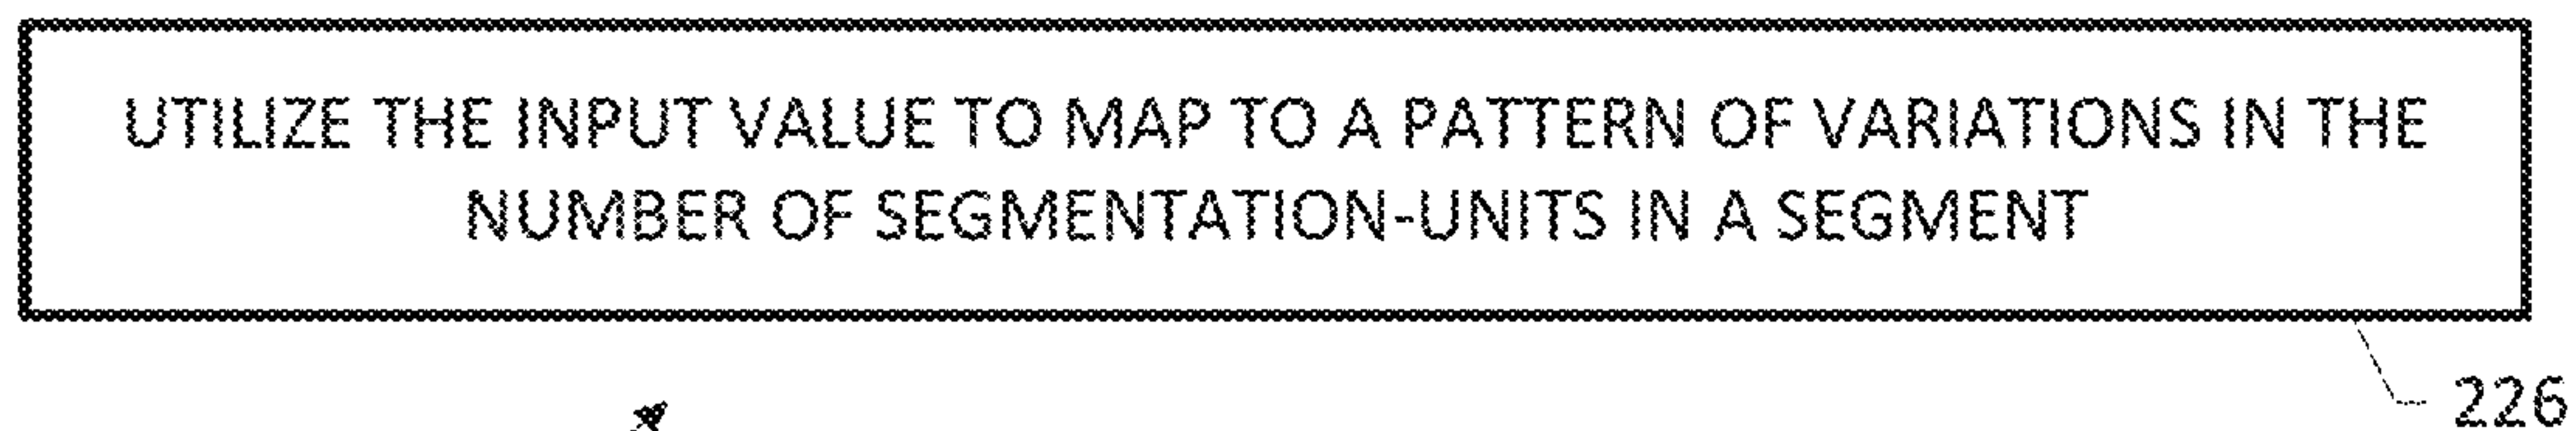 UTILIZE THE INPUT VALUE TO MAP TO A PATTERN OF VARIATIONS IN THE
NUMBER OF SEGMENTATION-UNITS IN A SEGMENT
226